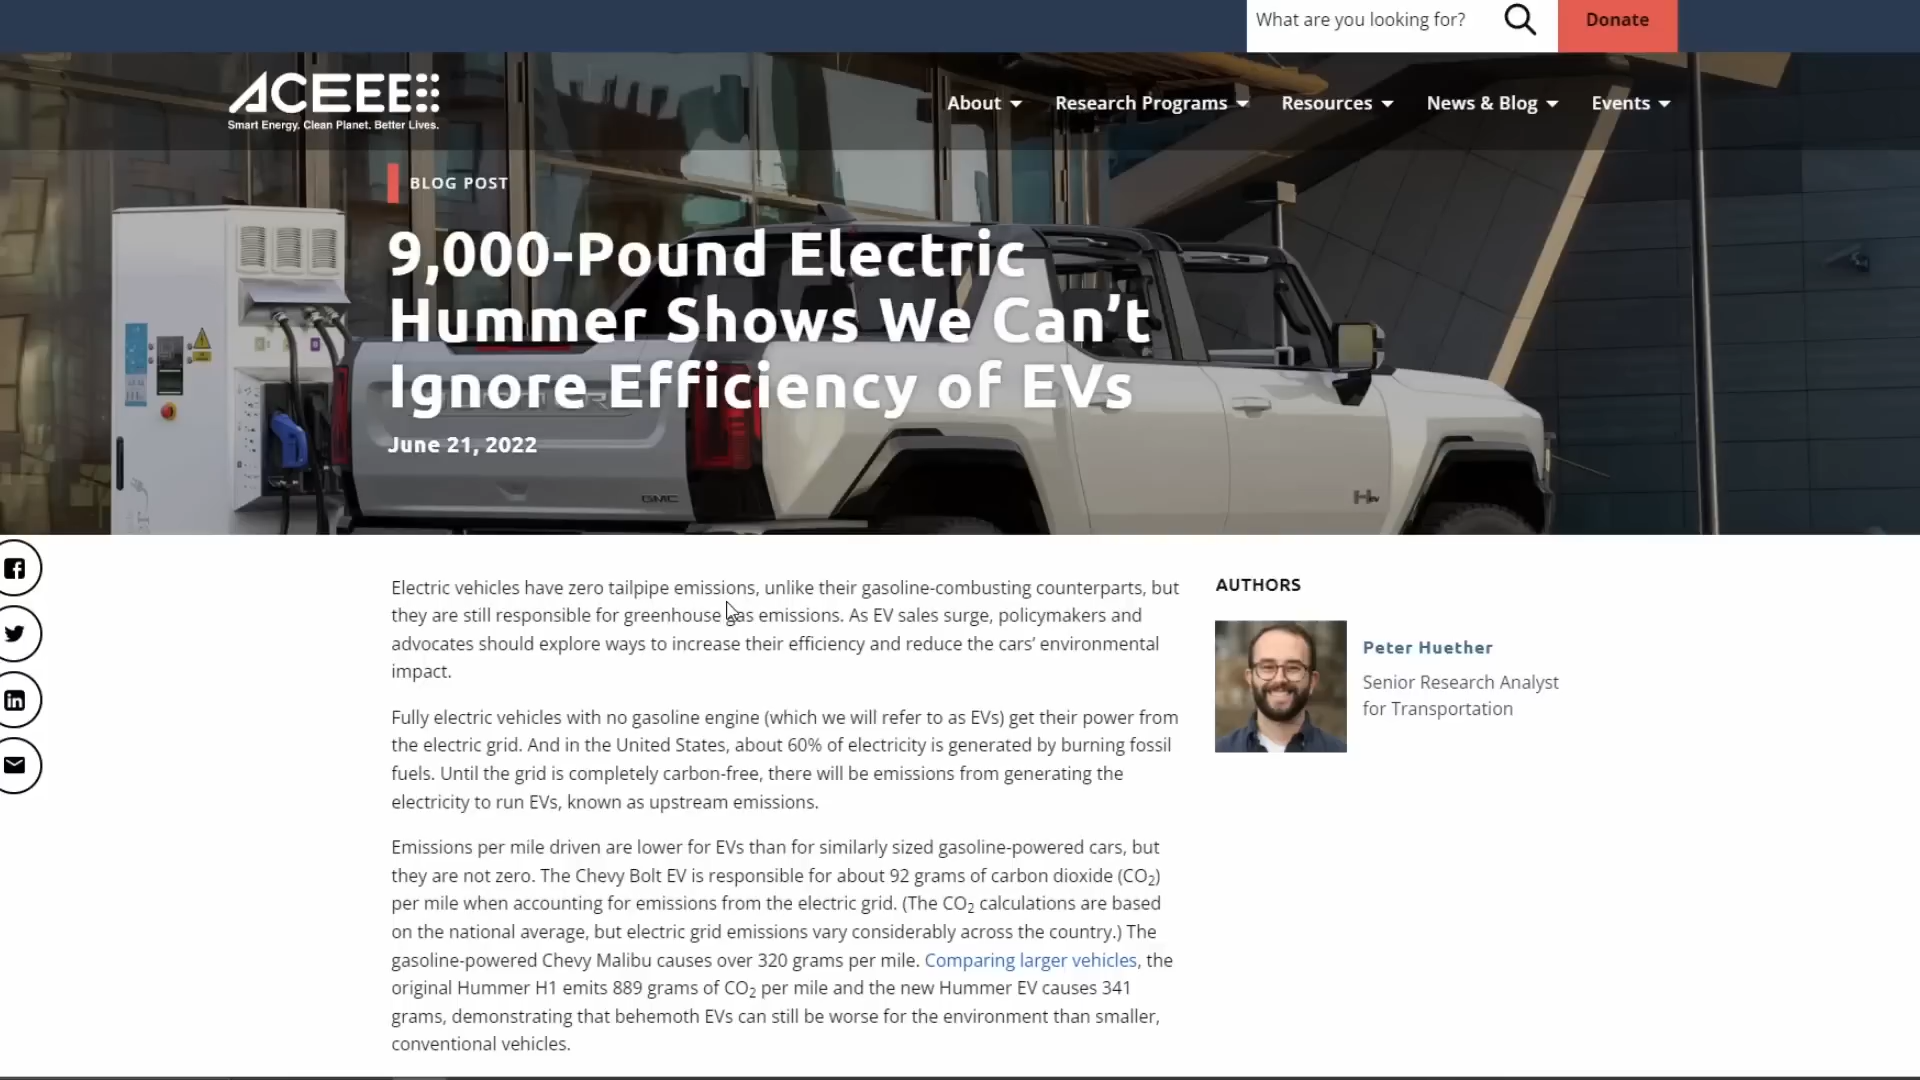 What are you looking for?
Donate
ACEEE
Smart Energy. Clean Planet. Better Lives.
About
Research Programs
Resources
News & Blog
Events
BLOG POST
9,000-Pound Electric
Hummer Shows We Can’t
Ignore Efficiency of EVs
June 21, 2022
GMC
HEV
Electric vehicles have zero tailpipe emissions, unlike their gasoline-combusting counterparts, but
they are still responsible for greenhouse gas emissions. As EV sales surge, policymakers and
advocates should explore ways to increase their efficiency and reduce the cars’ environmental
impact.
Fully electric vehicles with no gasoline engine (which we will refer to as EVs) get their power from
the electric grid. And in the United States, about 60% of electricity is generated by burning fossil
fuels. Until the grid is completely carbon-free, there will be emissions from generating the
electricity to run EVs, known as upstream emissions.
Emissions per mile driven are lower for EVs than for similarly sized gasoline-powered cars, but
they are not zero. The Chevy Bolt EV is responsible for about 92 grams of carbon dioxide (CO₂)
per mile when accounting for emissions from the electric grid. (The CO₂ calculations are based
on the national average, but electric grid emissions vary considerably across the country.) The
gasoline-powered Chevy Malibu causes over 320 grams per mile. Comparing larger vehicles, the
original Hummer H1 emits 889 grams of CO₂ per mile and the new Hummer EV causes 341
grams, demonstrating that behemoth EVs can still be worse for the environment than smaller,
conventional vehicles.
AUTHORS
Peter Huether
Senior Research Analyst
for Transportation